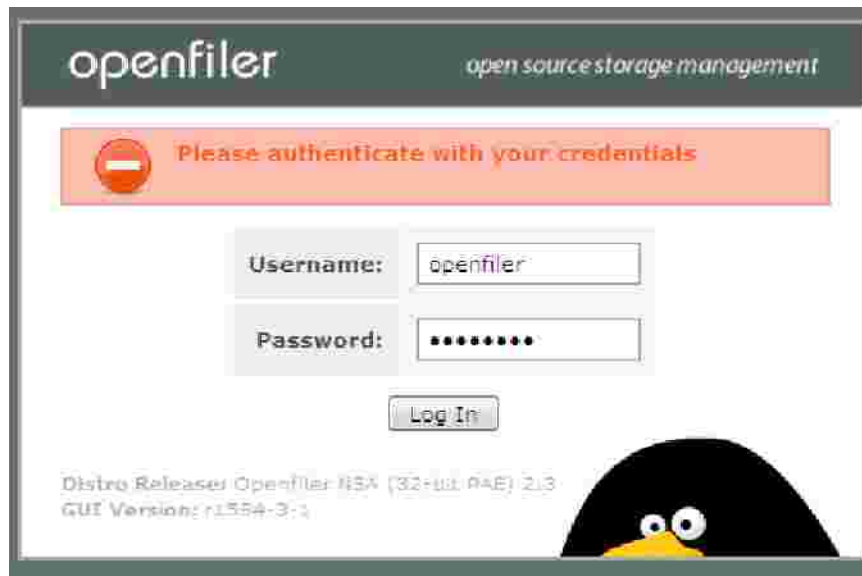 openfiler
open source storage management
Please authenticate with your credentials
Username: openfiler
Password: ••••••••
Log In
Distro Release: Openfiler NSA (32-bit PAE) 2.3
GUI Version: r1554-3-1